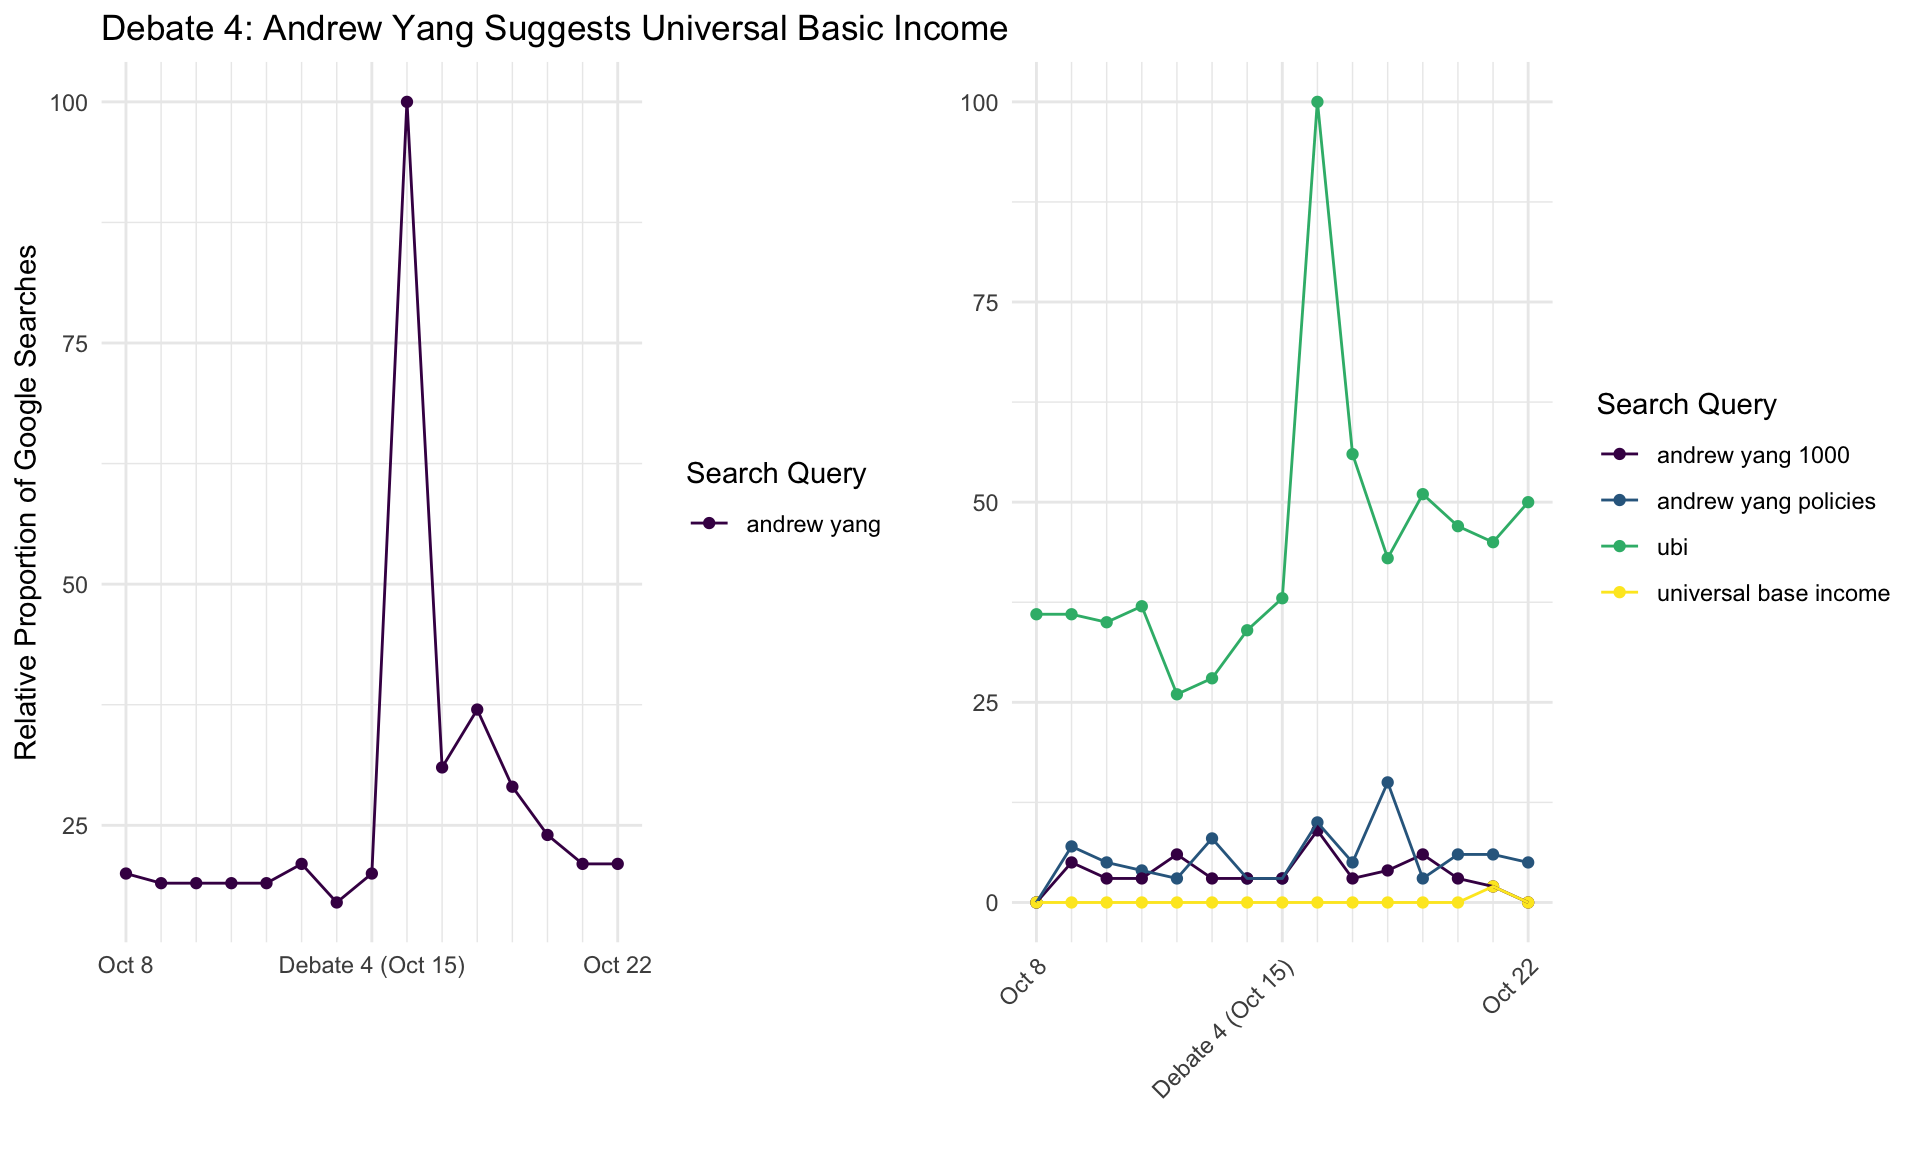 Debate 4: Andrew Yang Suggests Universal Basic Income
Relative Proportion of Google Searches
100
75
50
25
Oct 8
Debate 4 (Oct 15)
Oct 22
Search Query
andrew yang
100
75
50
25
0
Oct 8
Debate 4 (Oct 15)
Oct 22
Search Query
andrew yang 1000
andrew yang policies
ubi
universal base income